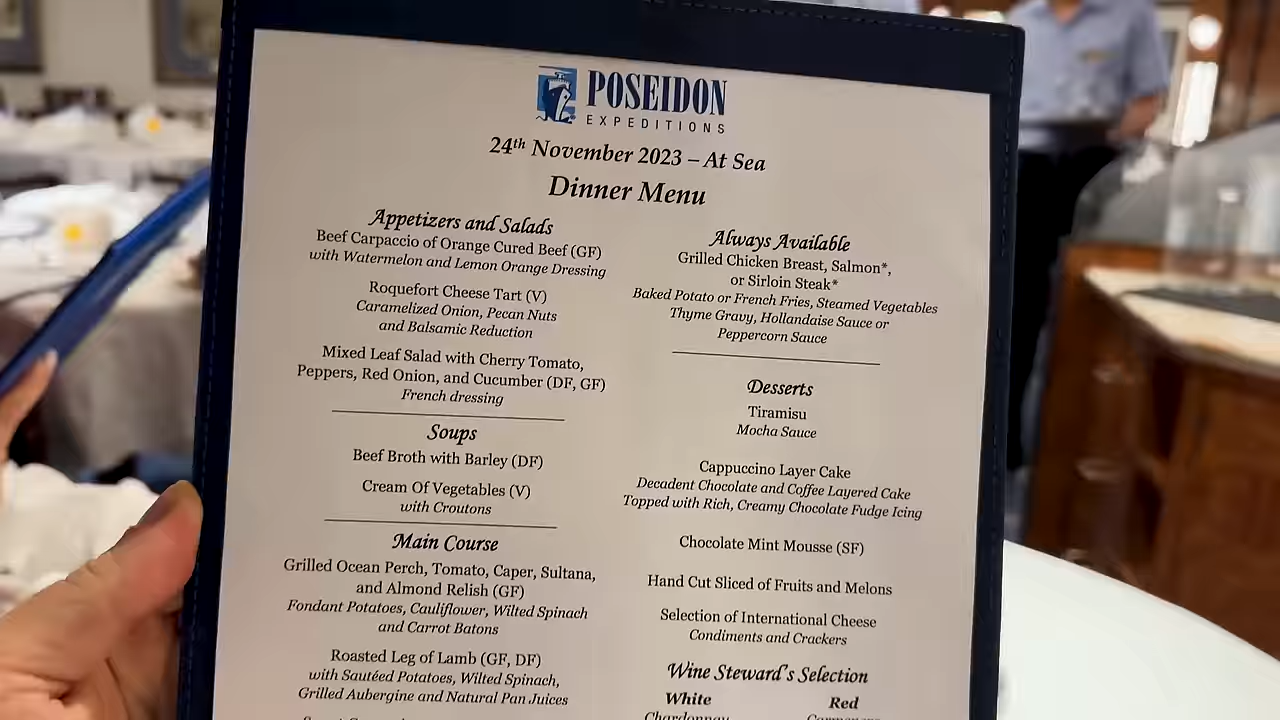 POSEIDON
EXPEDITIONS
24th November 2023 – At Sea
Dinner Menu
Appetizers and Salads
Beef Carpaccio of Orange Cured Beef (GF)
with Watermelon and Lemon Orange Dressing
Roquefort Cheese Tart (V)
Caramelized Onion, Pecan Nuts
and Balsamic Reduction
Mixed Leaf Salad with Cherry Tomato,
Peppers, Red Onion, and Cucumber (DF, GF)
French dressing
Soups
Beef Broth with Barley (DF)
Cream Of Vegetables (V)
with Croutons
Main Course
Grilled Ocean Perch, Tomato, Caper, Sultana,
and Almond Relish (GF)
Fondant Potatoes, Cauliflower, Wilted Spinach
and Carrot Batons
Roasted Leg of Lamb (GF, DF)
with Sautéed Potatoes, Wilted Spinach,
Grilled Aubergine and Natural Pan Juices
Always Available
Grilled Chicken Breast, Salmon*,
or Sirloin Steak*
Baked Potato or French Fries, Steamed Vegetables
Thyme Gravy, Hollandaise Sauce or
Peppercorn Sauce
Desserts
Tiramisu
Mocha Sauce
Cappuccino Layer Cake
Decadent Chocolate and Coffee Layered Cake
Topped with Rich, Creamy Chocolate Fudge Icing
Chocolate Mint Mousse (SF)
Hand Cut Sliced of Fruits and Melons
Selection of International Cheese
Condiments and Crackers
Wine Steward's Selection
White
Red
Chardonnay